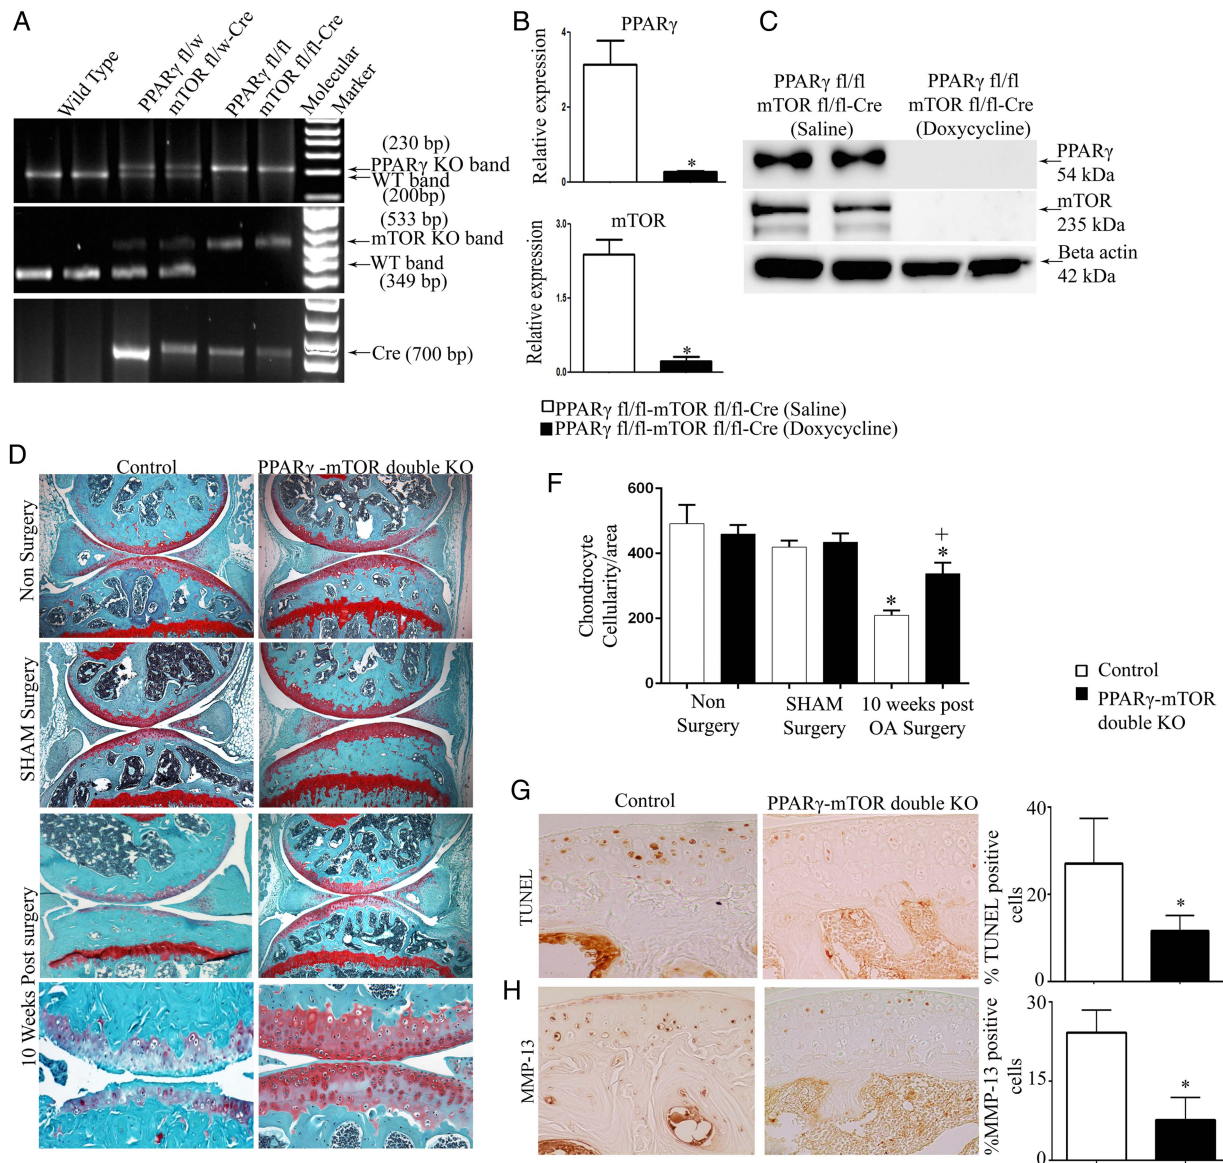 A
Wild Type
PPARγ fl/w
mTOR fl/w-Cre
PPARγ fl/fl
mTOR fl/fl-Cre
Molecular
Marker
(230 bp)
PPARγ KO band
WT band
(200bp)
(533 bp)
mTOR KO band
WT band
(349 bp)
Cre (700 bp)
B
PPARγ
Relative expression
4
2
0
*
mTOR
Relative expression
3.0
1.5
0.0
*
PPARγ fl/fl-mTOR fl/fl-Cre (Saline)
PPARγ fl/fl-mTOR fl/fl-Cre (Doxycycline)
C
PPARγ fl/fl
mTOR fl/fl-Cre
(Saline)
PPARγ fl/fl
mTOR fl/fl-Cre
(Doxycycline)
PPARγ
54 kDa
mTOR
235 kDa
Beta actin
42 kDa
D
Control
PPARγ -mTOR double KO
Non Surgery
SHAM Surgery
10 Weeks Post surgery
F
Chondrocyte
Cellularity/area
600
400
200
0
*
+
*
Non
Surgery
SHAM
Surgery
10 weeks post
OA Surgery
Control
PPARγ-mTOR
double KO
G
Control
PPARγ-mTOR double KO
TUNEL
% TUNEL positive
cells
40
20
0
*
H
MMP-13
%MMP-13 positive
cells
30
15
0
*